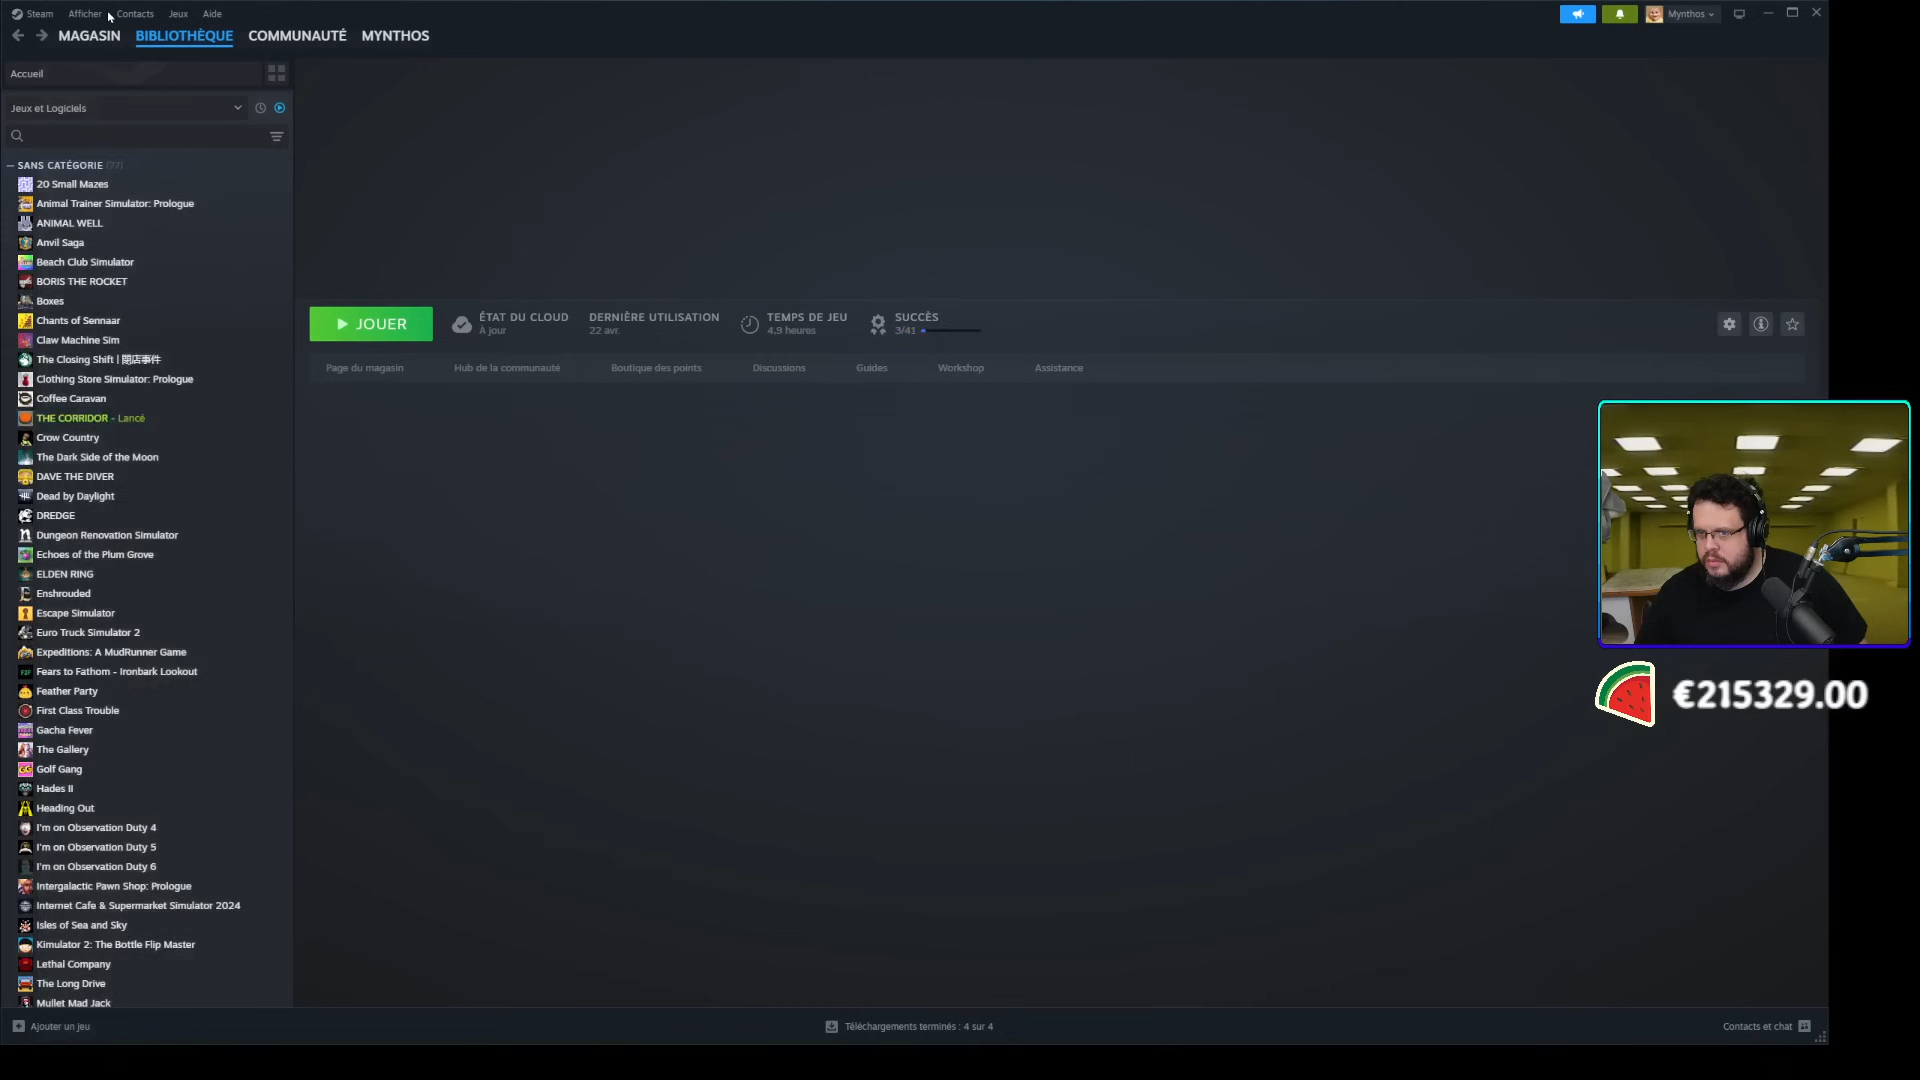 Steam Afficher Contacts Jeux Aide Mynthos
MAGASIN BIBLIOTHÈQUE COMMUNAUTÉ MYNTHOS
Accueil
Jeux et Logiciels
SANS CATÉGORIE (77)
20 Small Mazes
Animal Trainer Simulator: Prologue
ANIMAL WELL
Anvil Saga
Beach Club Simulator
BORIS THE ROCKET
Boxes
Chants of Sennaar
Claw Machine Sim
The Closing Shift | 閉店事件
Clothing Store Simulator: Prologue
Coffee Caravan
THE CORRIDOR - Lancé
Crow Country
The Dark Side of the Moon
DAVE THE DIVER
Dead by Daylight
DREDGE
Dungeon Renovation Simulator
Echoes of the Plum Grove
ELDEN RING
Enshrouded
Escape Simulator
Euro Truck Simulator 2
Expeditions: A MudRunner Game
Fears to Fathom - Ironbark Lookout
Feather Party
First Class Trouble
Gacha Fever
The Gallery
Golf Gang
Hades II
Heading Out
I'm on Observation Duty 4
I'm on Observation Duty 5
I'm on Observation Duty 6
Intergalactic Pawn Shop: Prologue
Internet Cafe & Supermarket Simulator 2024
Isles of Sea and Sky
Kimulator 2: The Bottle Flip Master
Lethal Company
The Long Drive
Mullet Mad Jack
JOUER
ÉTAT DU CLOUD
À jour
DERNIÈRE UTILISATION
22 avr.
TEMPS DE JEU
4,9 heures
SUCCÈS
3/41
Page du magasin Hub de la communauté Boutique des points Discussions Guides Workshop Assistance
€215329.00
Ajouter un jeu Téléchargements terminés : 4 sur 4 Contacts et chat